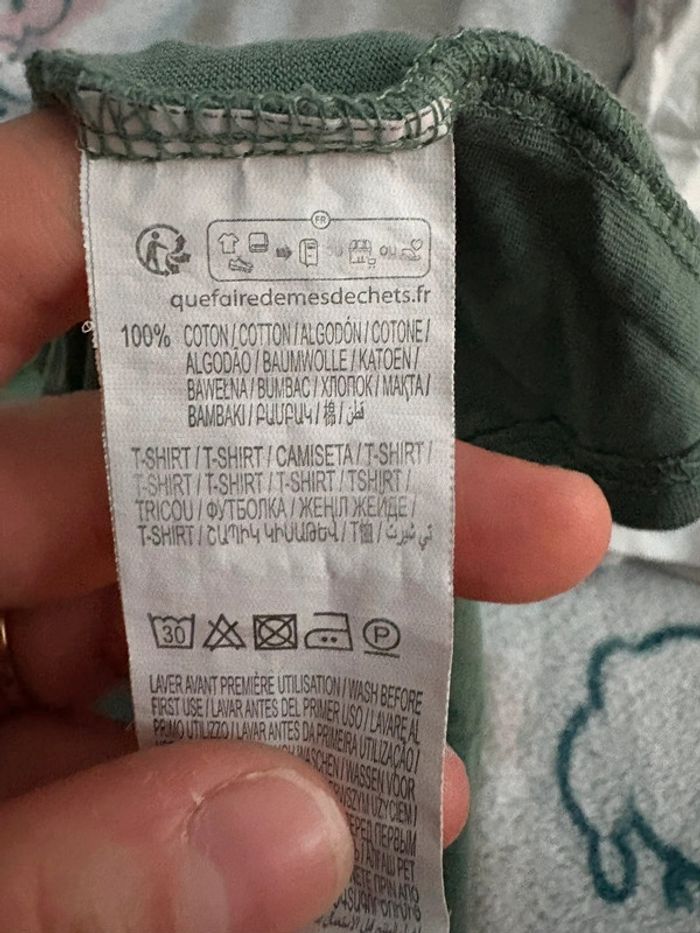 FR
OU
quefairedemesdechets.fr
100% COTON / COTTON / ALGODÓN / COTONE /
ALGODÃO / BAUMWOLLE / KATOEN /
BAWEŁNA / BUMBAC / ХЛОПОК / МАҚТА /
BAMBAKI / ԲԱՄԲԱԿ / 棉 / قطن
T-SHIRT / T-SHIRT / CAMISETA / T-SHIRT /
T-SHIRT / T-SHIRT / T-SHIRT / TSHIRT /
TRICOU / ФУТБОЛКА / ЖЕҢІЛ ЖЕЙДЕ /
T-SHIRT / ՇԱՊԻԿ ԿԻՍԱԹԵՎ / T恤 / تي شيرت
30 P
LAVER AVANT PREMIÈRE UTILISATION / WASH BEFORE
FIRST USE / LAVAR ANTES DEL PRIMER USO / LAVARE AL
PRIMO UTILIZZO / LAVAR ANTES DA PRIMEIRA UTILIZAÇÃO /
WASCHEN / WASSEN VOOR
UŻYCIEM /
ПЕРВЫМ